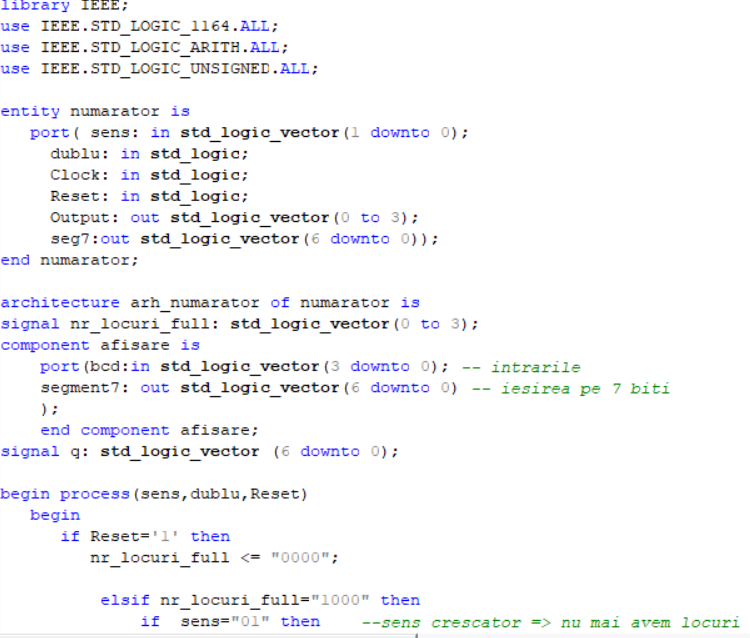 library IEEE;
use IEEE.STD_LOGIC_1164.ALL;
use IEEE.STD_LOGIC_ARITH.ALL;
use IEEE.STD_LOGIC_UNSIGNED.ALL;
entity numarator is
port( sens: in std_logic_vector(1 downto 0);
dublu: in std_logic;
Clock: in std_logic;
Reset: in std_logic;
Output: out std_logic_vector(0 to 3);
seg7:out std_logic_vector(6 downto 0));
end numarator;
architecture arh_numarator of numarator is
signal nr_locuri_full: std_logic_vector(0 to 3);
component afisare is
port(bcd:in std_logic_vector(3 downto 0); -- intrarile
segment7: out std_logic_vector(6 downto 0) -- iesirea pe 7 biti
);
end component afisare;
signal q: std_logic_vector (6 downto 0);
begin process(sens,dublu,Reset)
begin
if Reset='1' then
nr_locuri_full <= "0000";
elsif nr_locuri_full="1000" then
if sens="01" then --sens crescator => nu mai avem locuri